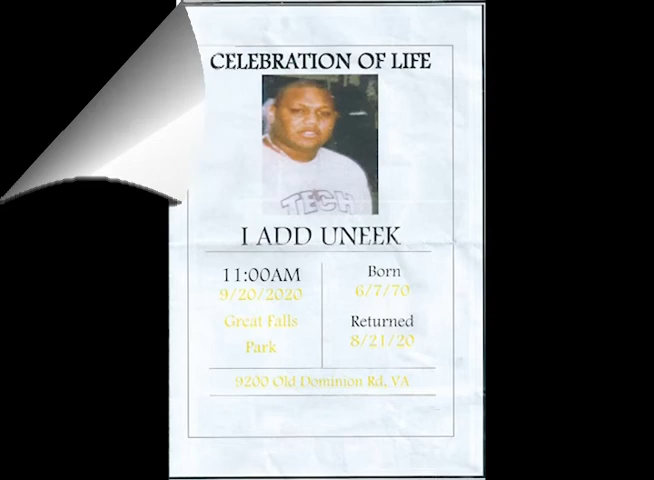 CELEBRATION OF LIFE
TECH
I ADD UNEEK
11:00AM
9/20/2020
Great Falls
Park
Born
6/7/70
Returned
8/21/20
9200 Old Dominion Rd, VA